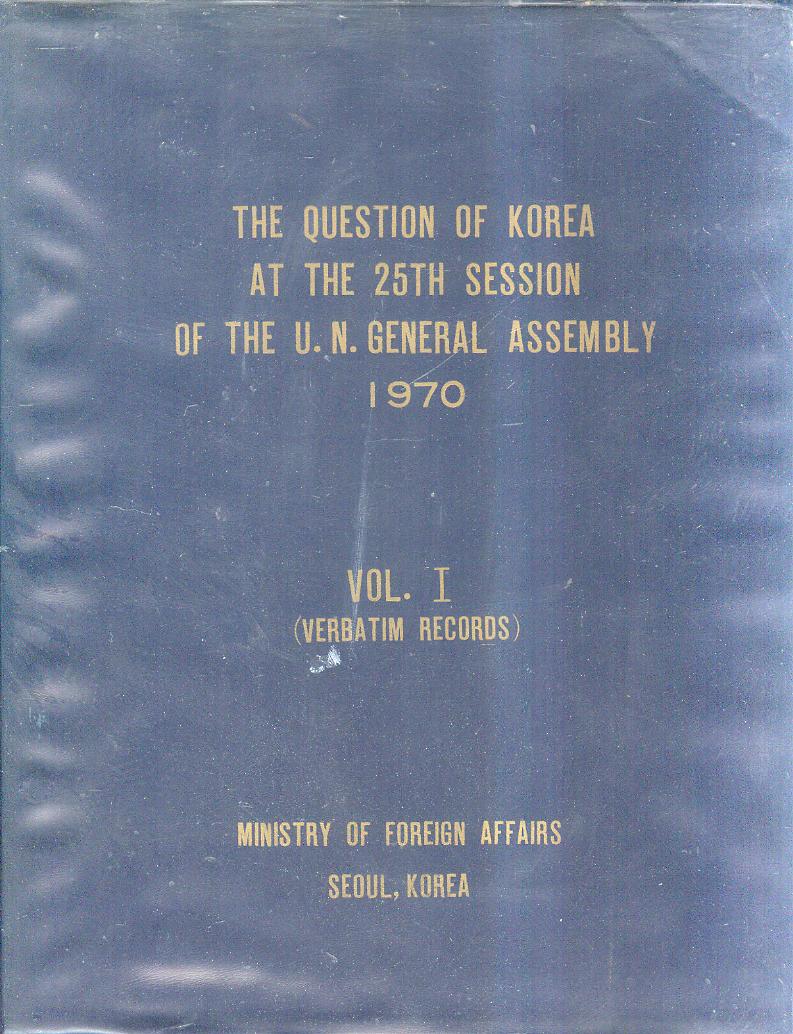 THE QUESTION OF KOREA
AT THE 25TH SESSION
OF THE U.N. GENERAL ASSEMBLY
1970
VOL. I
(VERBATIM RECORDS)
MINISTRY OF FOREIGN AFFAIRS
SEOUL, KOREA